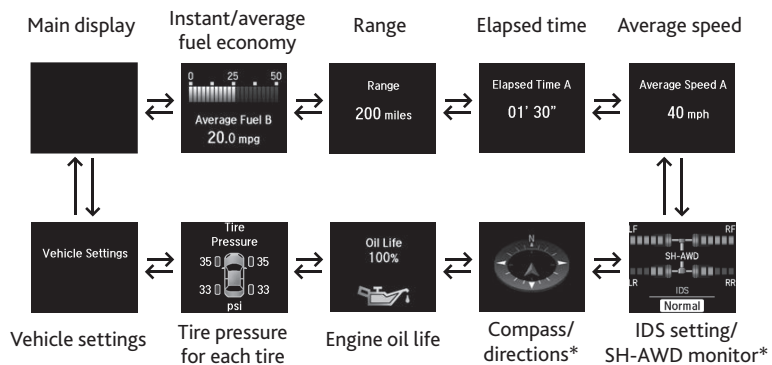 Main display
Instant/average
fuel economy
Range
Elapsed time
Average speed
0 25 50
Average Fuel B
20.0 mpg
Range
200 miles
Elapsed Time A
01' 30"
Average Speed A
40 mph
Vehicle Settings
Tire
Pressure
35 35
33 33
psi
Oil Life
100%
N
LF RF
SH-AWD
LR RR
IDS
Normal
Vehicle settings
Tire pressure
for each tire
Engine oil life
Compass/
directions*
IDS setting/
SH-AWD monitor*